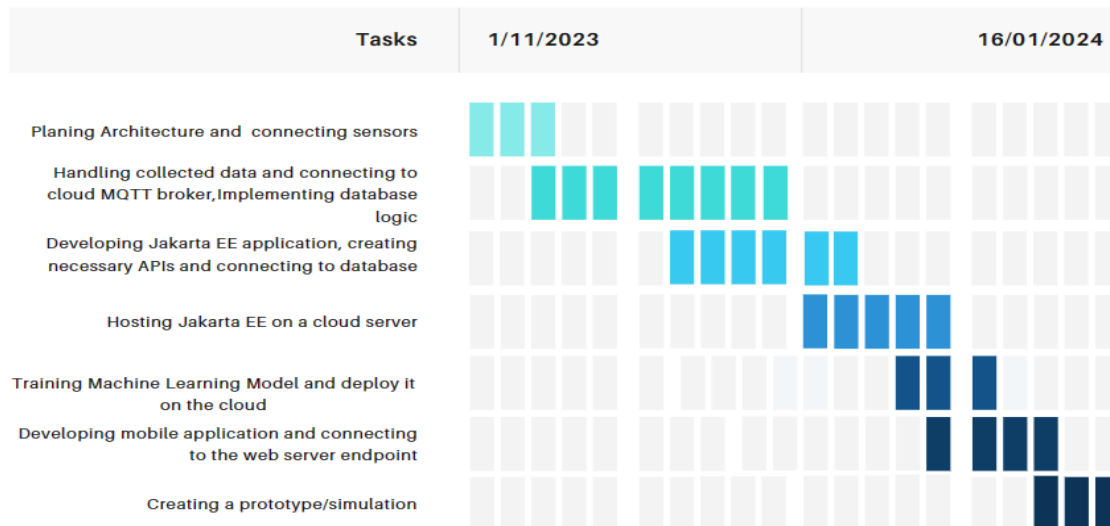 Tasks
1/11/2023
16/01/2024
Planing Architecture and connecting sensors
Handling collected data and connecting to
cloud MQTT broker,Implementing database
logic
Developing Jakarta EE application, creating
necessary APIs and connecting to database
Hosting Jakarta EE on a cloud server
Training Machine Learning Model and deploy it
on the cloud
Developing mobile application and connecting
to the web server endpoint
Creating a prototype/simulation